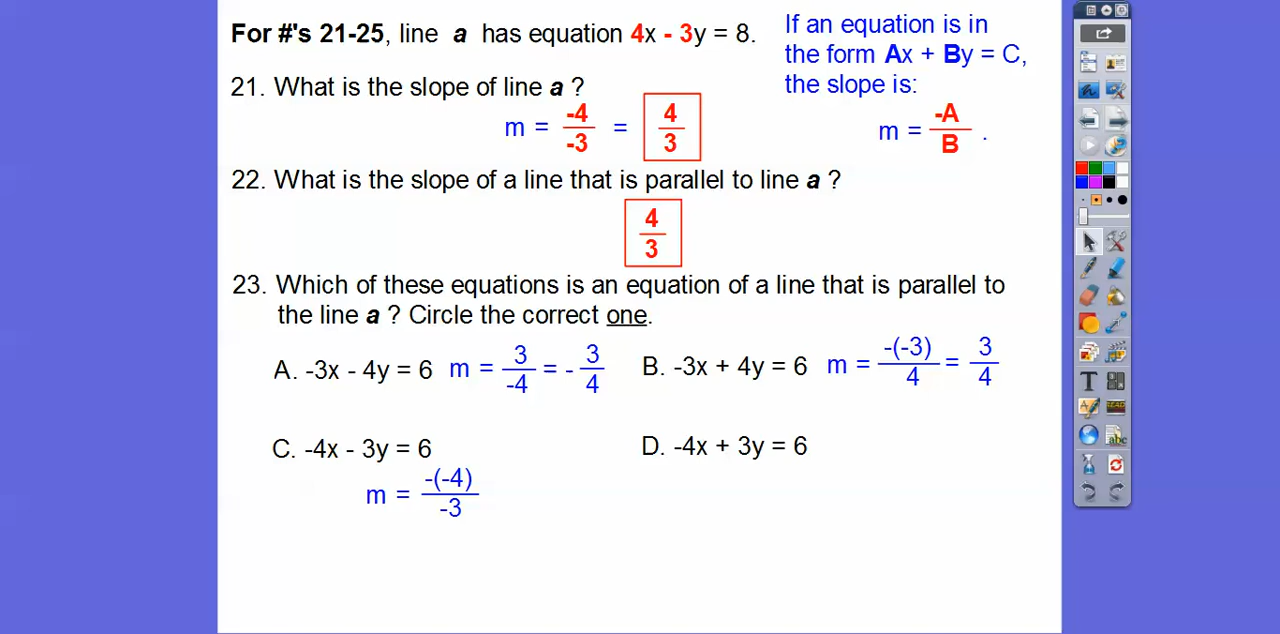 For #'s 21-25, line a has equation 4x - 3y = 8.
If an equation is in
the form Ax + By = C,
the slope is:
m = -A
B .
21. What is the slope of line a ?
m = -4 = 4
-3 3
22. What is the slope of a line that is parallel to line a ?
4
3
23. Which of these equations is an equation of a line that is parallel to
the line a ? Circle the correct one.
A. -3x - 4y = 6 m = 3 = - 3
-4 4
B. -3x + 4y = 6 m = -(-3) = 3
4 4
C. -4x - 3y = 6
m = -(-4)
-3
D. -4x + 3y = 6
T
abc